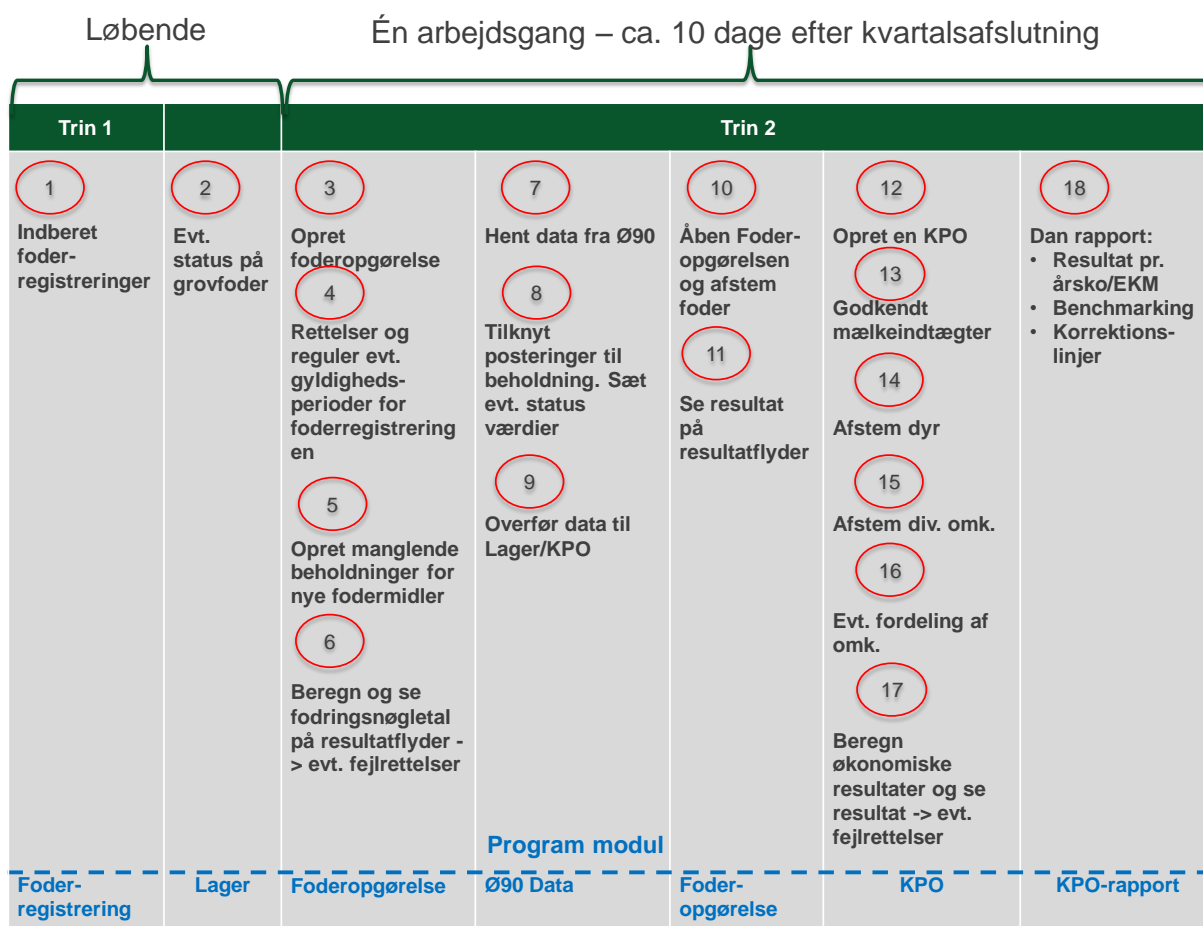 Løbende
Én arbejdsgang – ca. 10 dage efter kvartalsafslutning
Trin 1
Trin 2
1
Indberet
foder-
registreringer
2
Evt.
status på
grovfoder
3
Opret
foderopgørelse
4
Rettelser og
reguler evt.
gyldigheds-
perioder for
foderregistrering
en
5
Opret manglende
beholdninger for
nye fodermidler
6
Beregn og se
fodringsnøgletal
på resultatflyder -
> evt. fejlrettelser
7
Hent data fra Ø90
8
Tilknyt
posteringer til
beholdning. Sæt
evt. status
værdier
9
Overfør data til
Lager/KPO
10
Åben Foder-
opgørelsen
og afstem
foder
11
Se resultat
på
resultatflyder
12
Opret en KPO
13
Godkendt
mælkeindtægter
14
Afstem dyr
15
Afstem div. omk.
16
Evt. fordeling af
omk.
17
Beregn
økonomiske
resultater og se
resultat -> evt.
fejlrettelser
18
Dan rapport:
• Resultat pr.
årsko/EKM
• Benchmarking
• Korrektions-
linjer
Program modul
Foder-
registrering
Lager
Foderopgørelse
Ø90 Data
Foder-
opgørelse
KPO
KPO-rapport